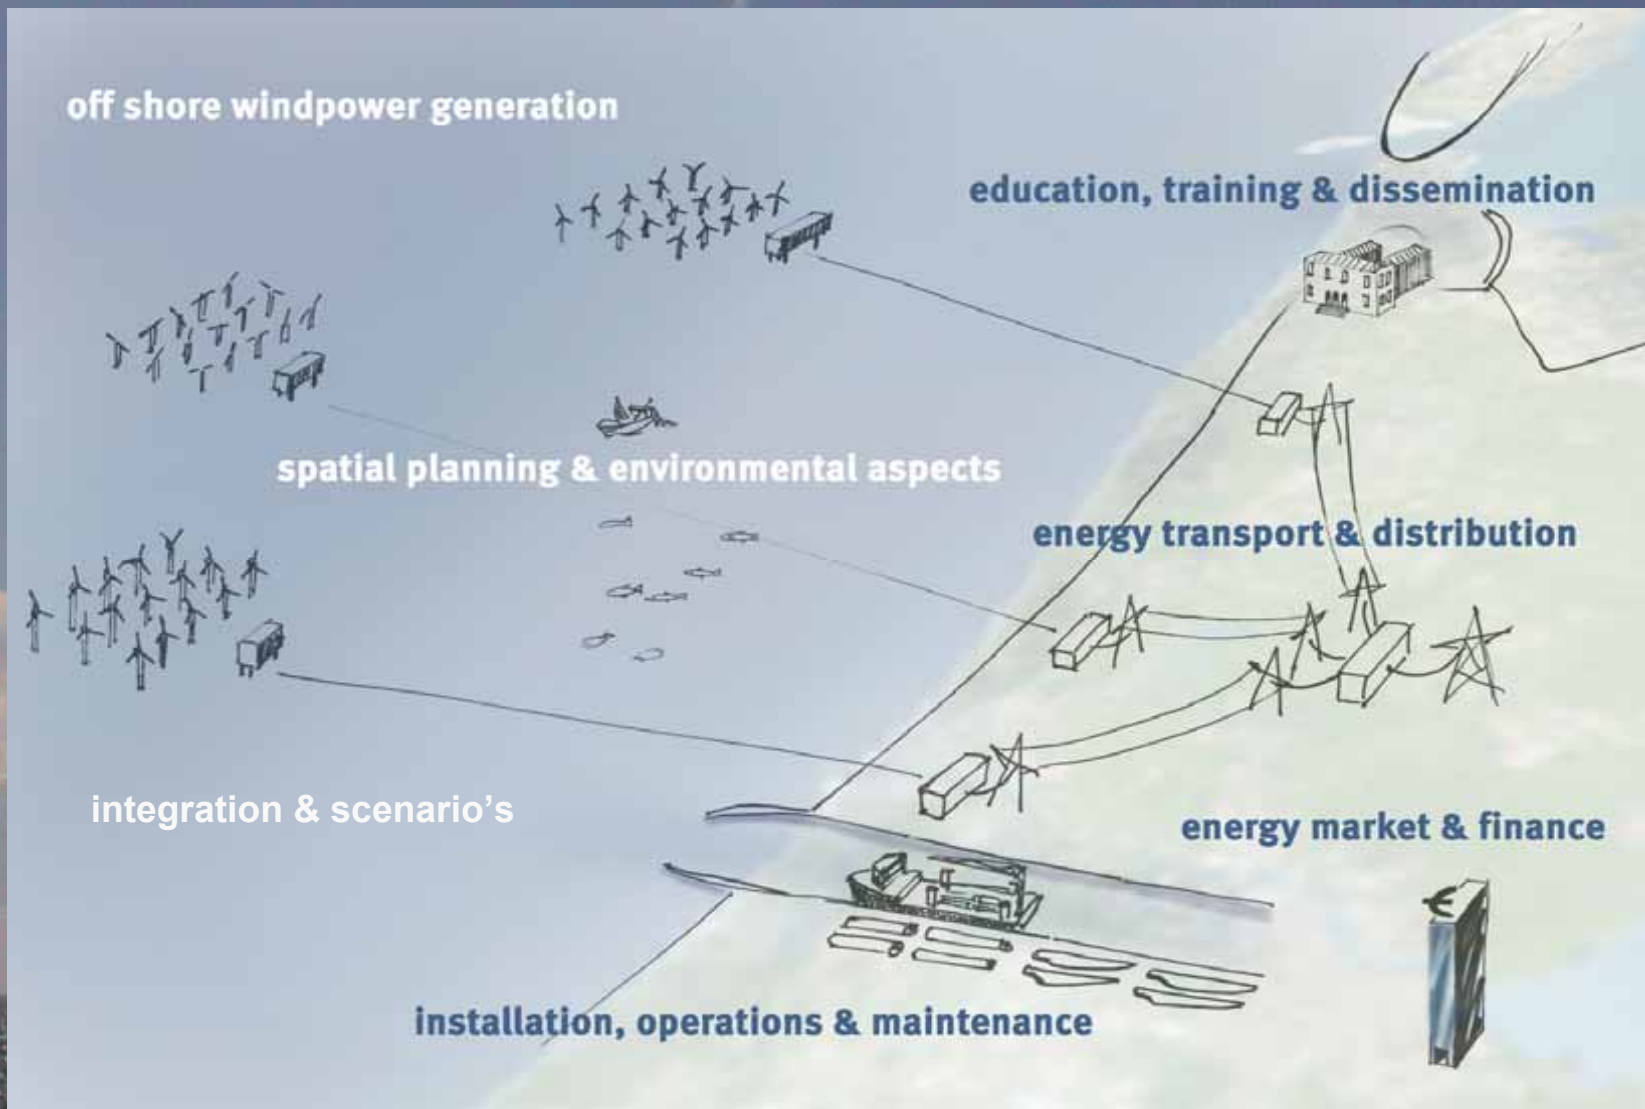 off shore windpower generation
education, training & dissemination
spatial planning & environmental aspects
energy transport & distribution
integration & scenario's
energy market & finance
€
installation, operations & maintenance